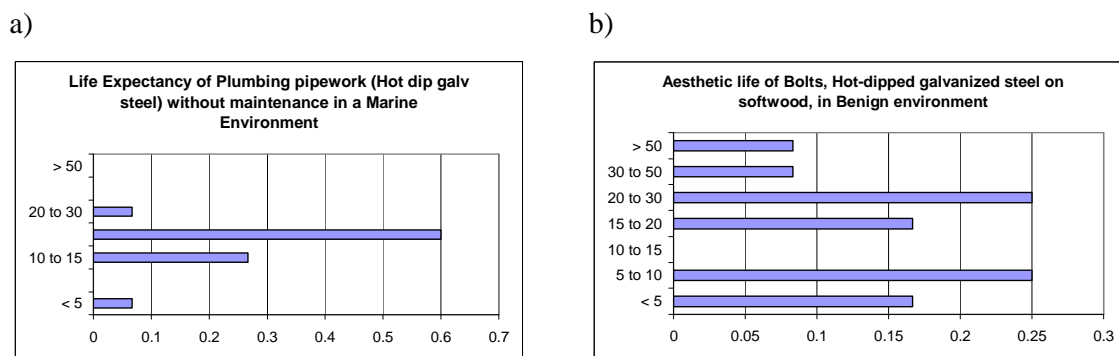 a)
b)
Life Expectancy of Plumbing pipework (Hot dip galv
steel) without maintenance in a Marine
Environment
> 50
20 to 30
10 to 15
< 5
0 0.1 0.2 0.3 0.4 0.5 0.6 0.7
Aesthetic life of Bolts, Hot-dipped galvanized steel on
softwood, in Benign environment
> 50
30 to 50
20 to 30
15 to 20
10 to 15
5 to 10
< 5
0 0.05 0.1 0.15 0.2 0.25 0.3